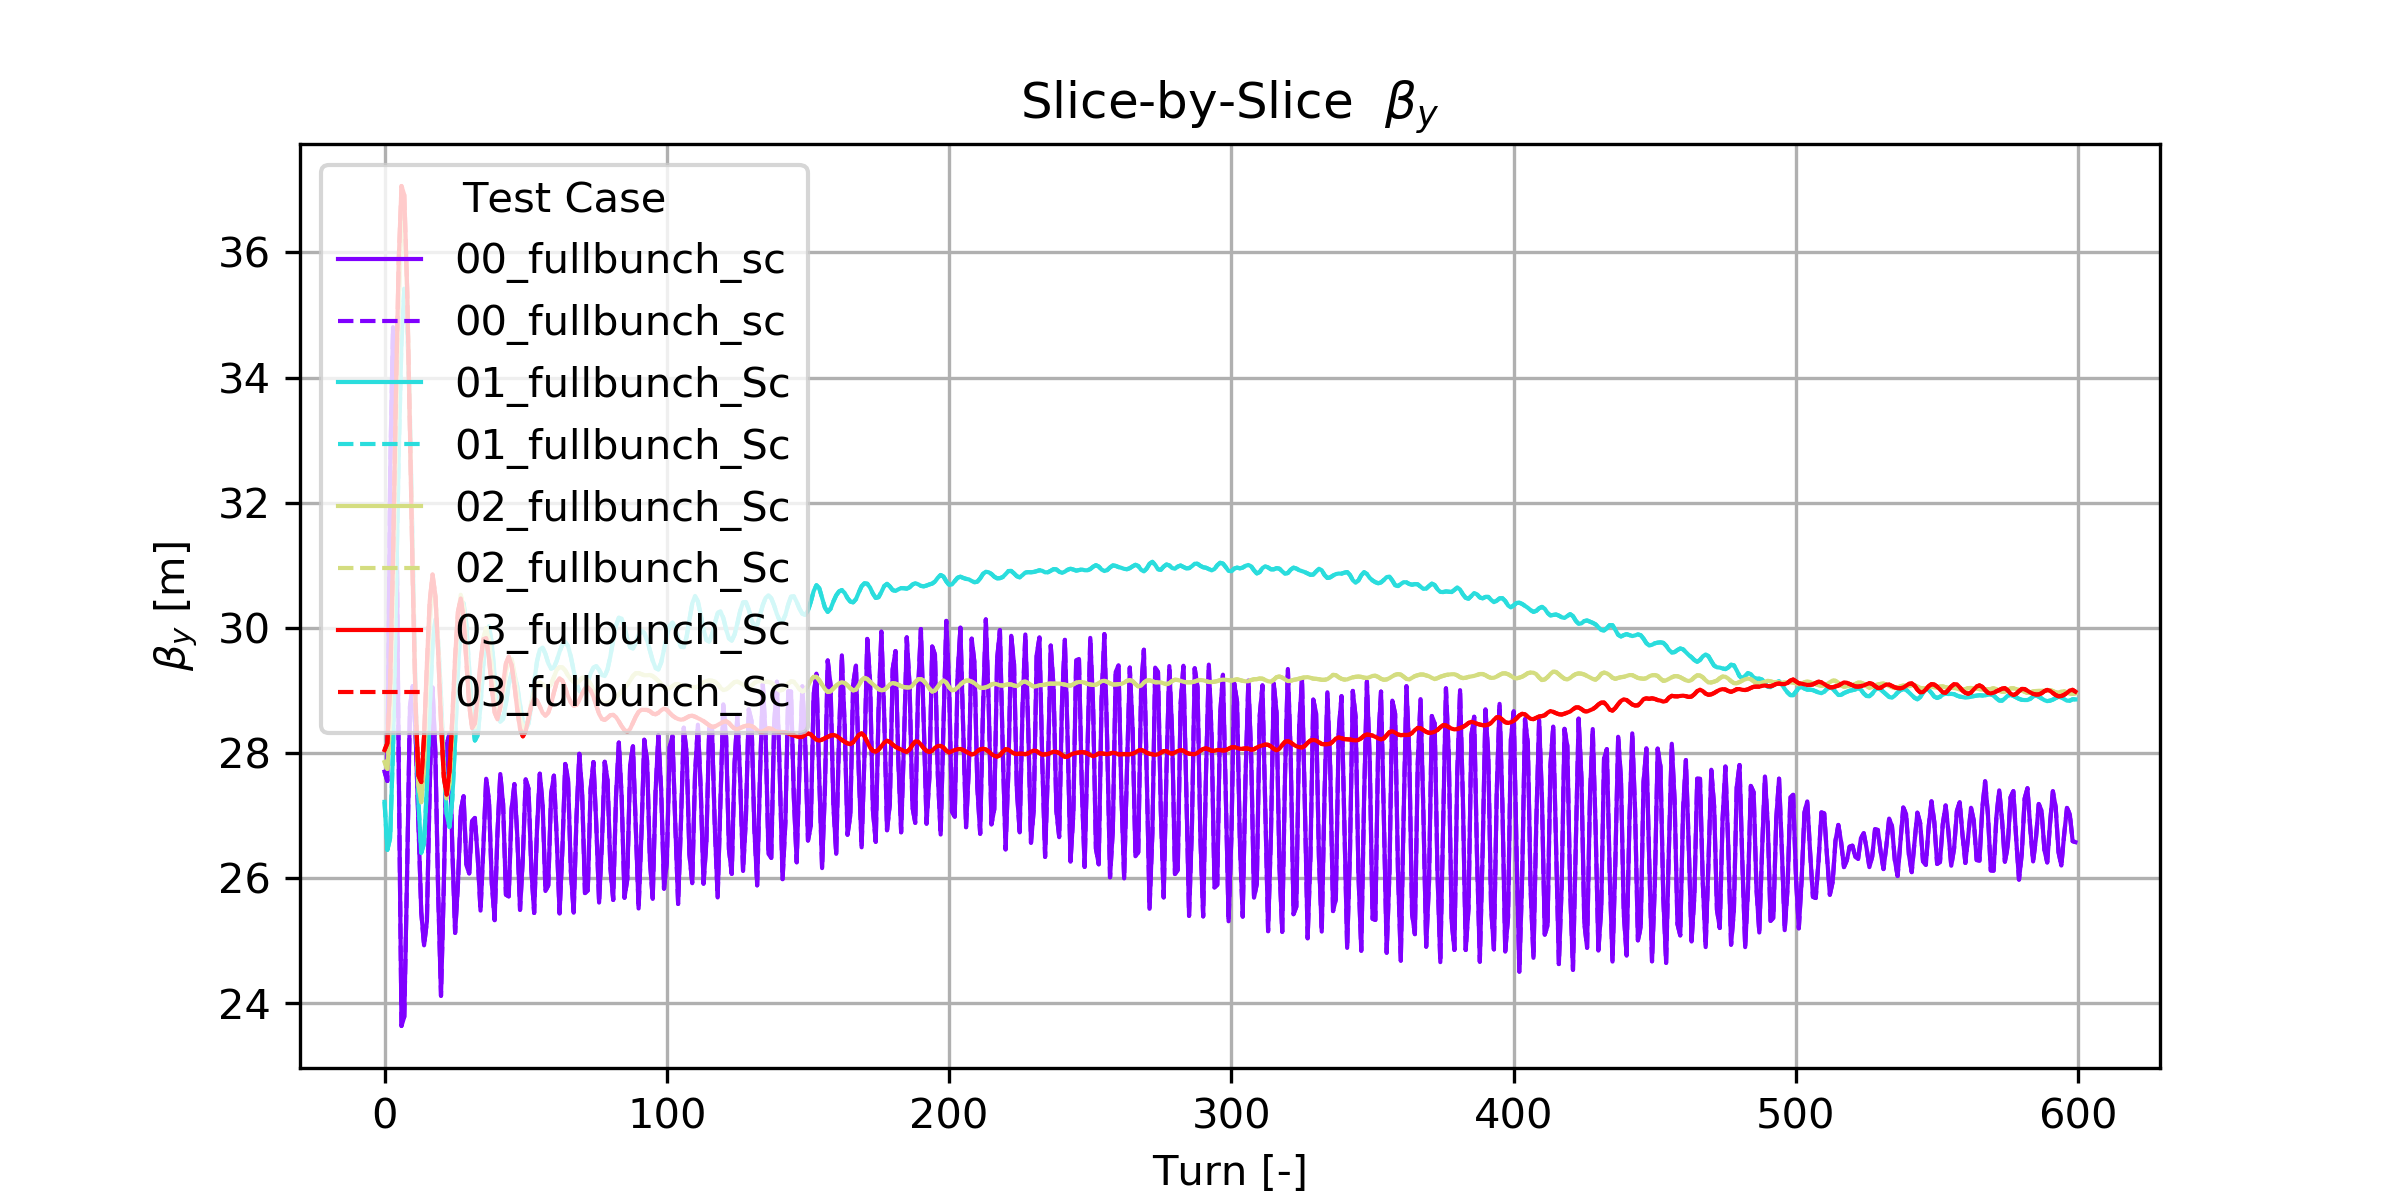 Slice-by-Slice βy
Test Case
00_fullbunch_sc
00_fullbunch_sc
01_fullbunch_Sc
01_fullbunch_Sc
02_fullbunch_Sc
02_fullbunch_Sc
03_fullbunch_Sc
03_fullbunch_Sc
βy [m]
36
34
32
30
28
26
24
0 100 200 300 400 500 600
Turn [-]